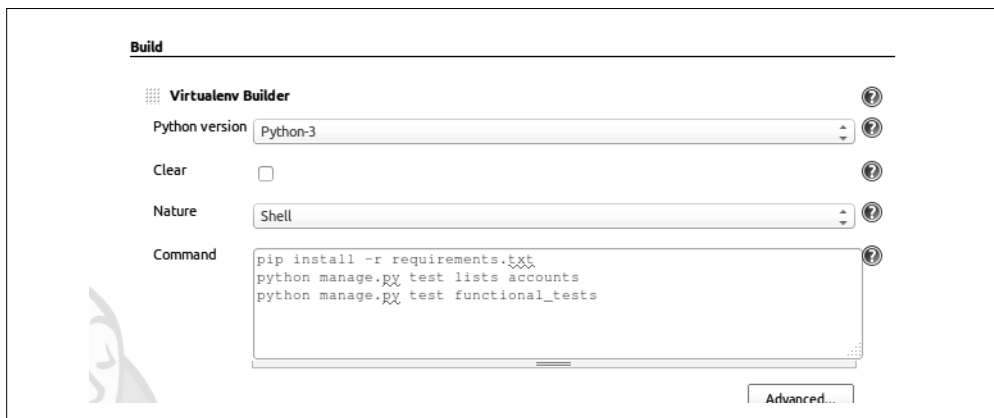 Build
Virtualenv Builder
Python version Python-3
Clear
Nature Shell
Command pip install -r requirements.txt
python manage.py test lists accounts
python manage.py test functional_tests
Advanced...